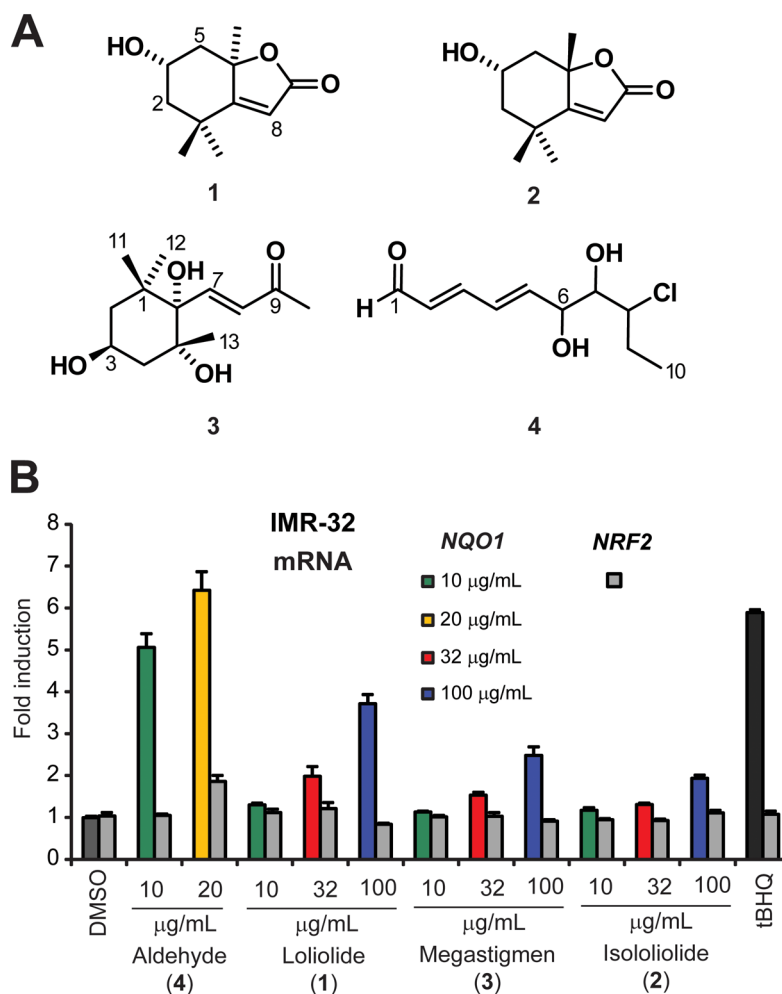 A
HO
5
O
O
2
8
1
HO
O
O
2
11
12
OH
7
O
1
9
13
HO
3
OH
3
O
H
1
OH
6
Cl
OH
10
4
B
IMR-32
mRNA
NQO1
NRF2
10 μg/mL
20 μg/mL
32 μg/mL
100 μg/mL
Fold induction
8
7
6
5
4
3
2
1
0
DMSO
10 20 10 32 100 10 32 100 10 32 100
tBHQ
μg/mL μg/mL μg/mL μg/mL
Aldehyde Loliolide Megastigmen Isololiolide
(4) (1) (3) (2)